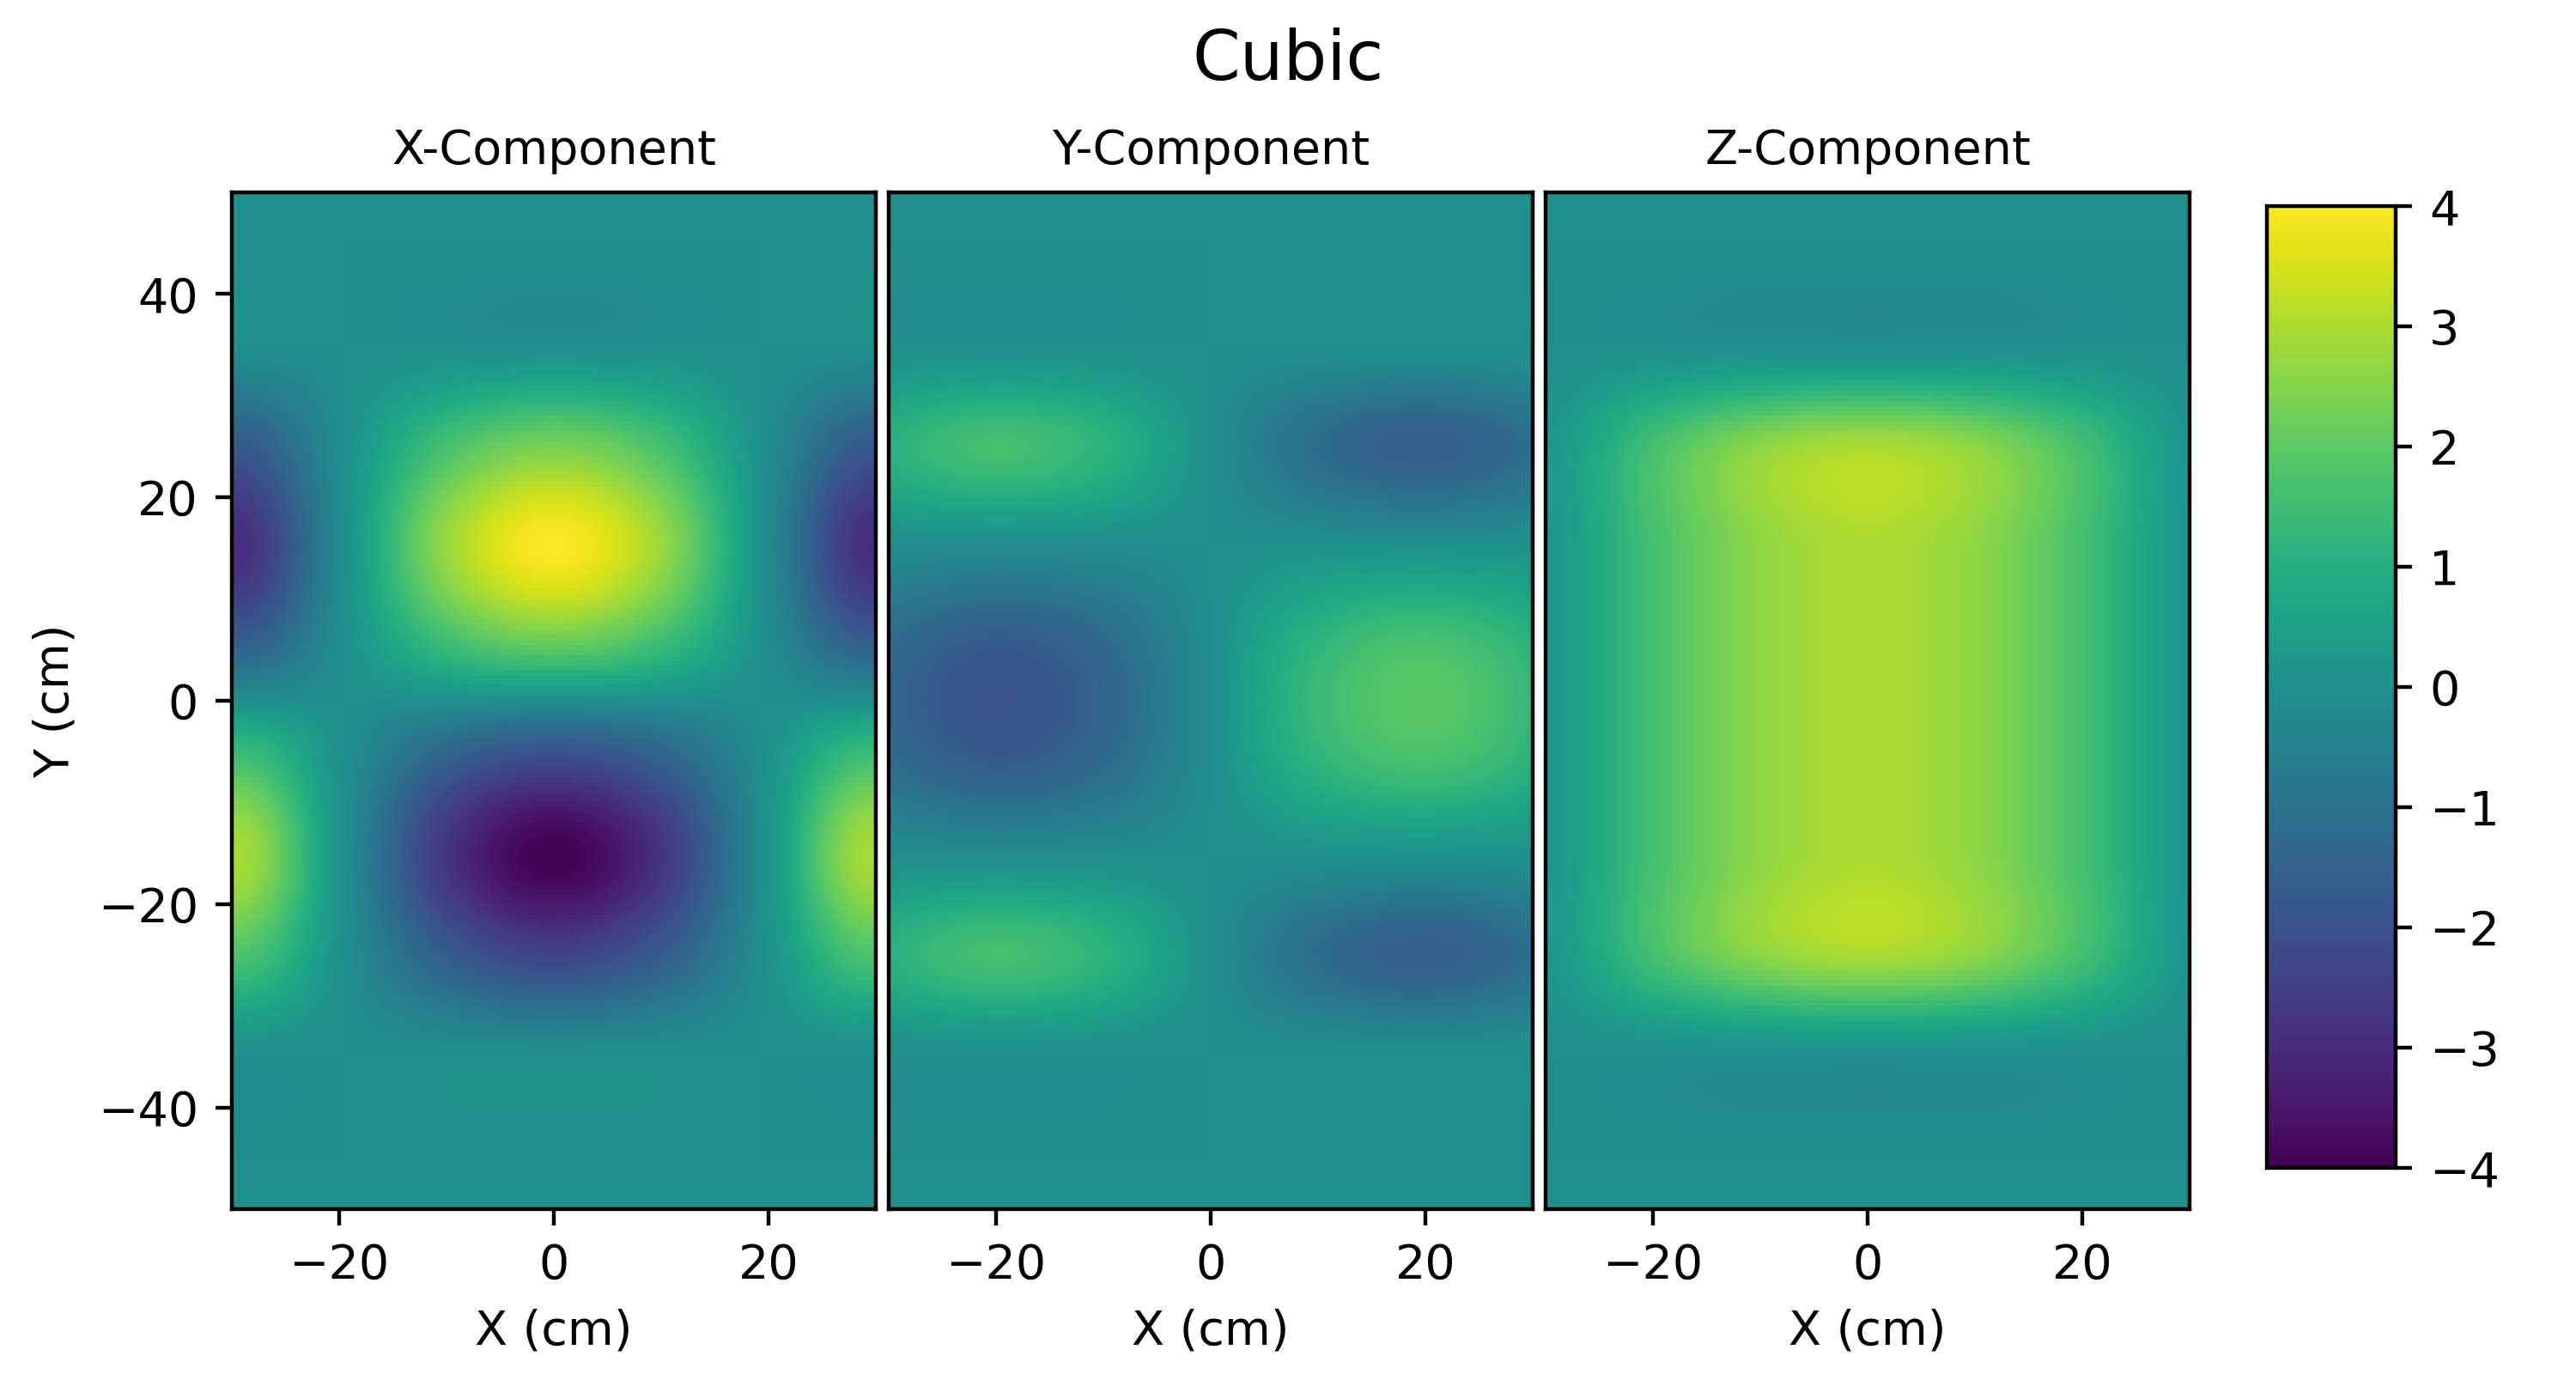 Cubic
X-Component Y-Component Z-Component
Y (cm)
40
20
0
−20
−40
−20 0 20 −20 0 20 −20 0 20
X (cm) X (cm) X (cm)
4
3
2
1
0
−1
−2
−3
−4